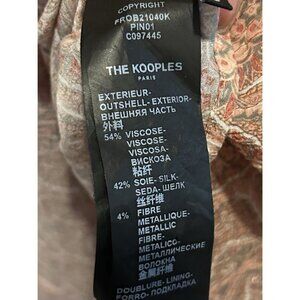 COPYRIGHT
FROB21040K
PIN01
C097445
THE KOOPLES
PARIS
EXTERIEUR-
OUTSHELL-EXTERIOR-
ВНЕШНЯЯ ЧАСТЬ
外料
54% VISCOSE-
VISCOSE-
VISCOSA-
ВИСКОЗА
粘纤
42% SOIE-SILK-
SEDA-ШЕЛК
丝纤维
4% FIBRE
METALLIQUE-
METALLIC
FIBRE-
METALICO-
МЕТАЛЛИЧЕСКИЕ
ВОЛОКНА
金属纤维
DOUBLURE-LINING-
FORRO-ПОДКЛАДКА